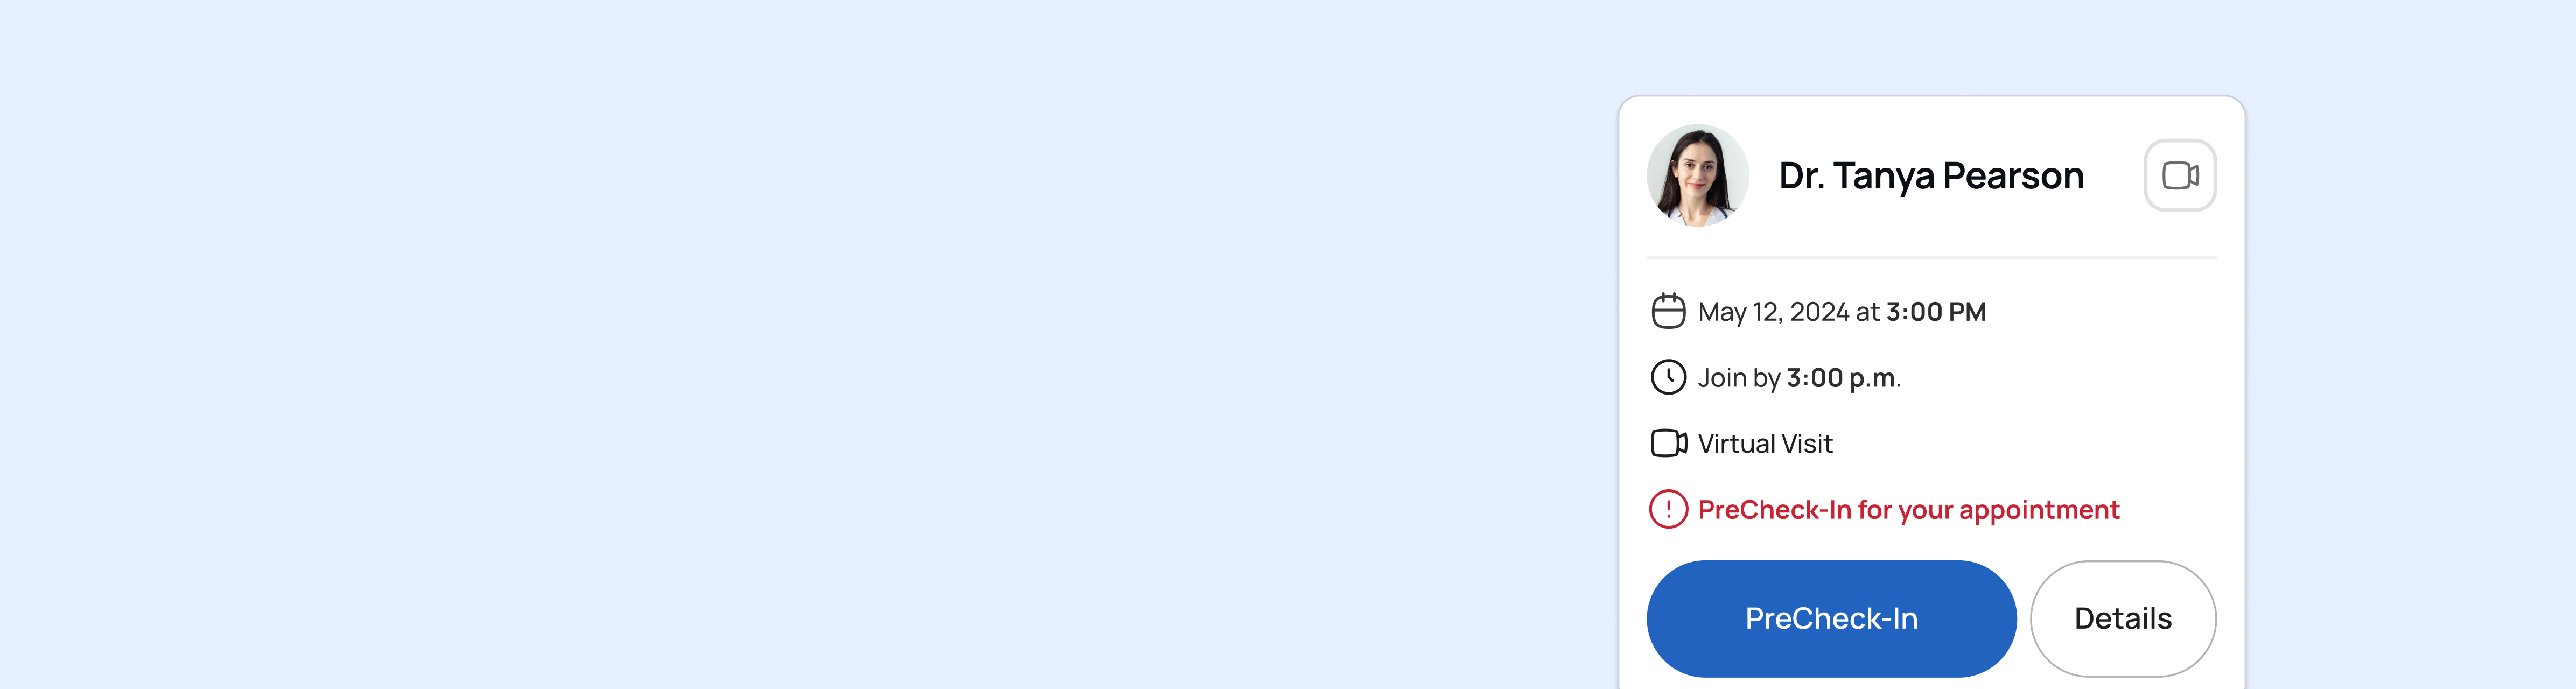 Dr. Tanya Pearson
May 12, 2024 at 3:00 PM
Join by 3:00 p.m.
Virtual Visit
PreCheck-In for your appointment
PreCheck-In
Details